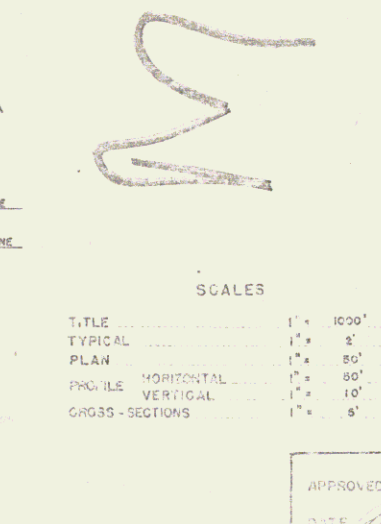 SCALES
TITLE 1" = 1000'
TYPICAL 1" = 2'
PLAN 1" = 50'
PROFILE HORIZONTAL 1" = 50'
VERTICAL 1" = 10'
CROSS-SECTIONS 1" = 5'
APPROVED
DATE